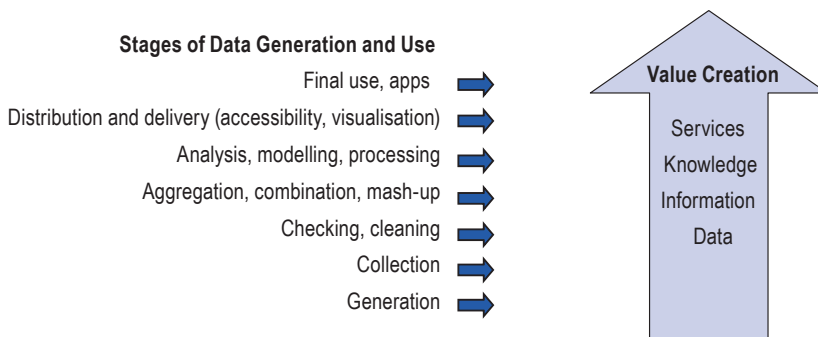 Stages of Data Generation and Use
Final use, apps
Distribution and delivery (accessibility, visualisation)
Analysis, modelling, processing
Aggregation, combination, mash-up
Checking, cleaning
Collection
Generation
Value Creation
Services
Knowledge
Information
Data